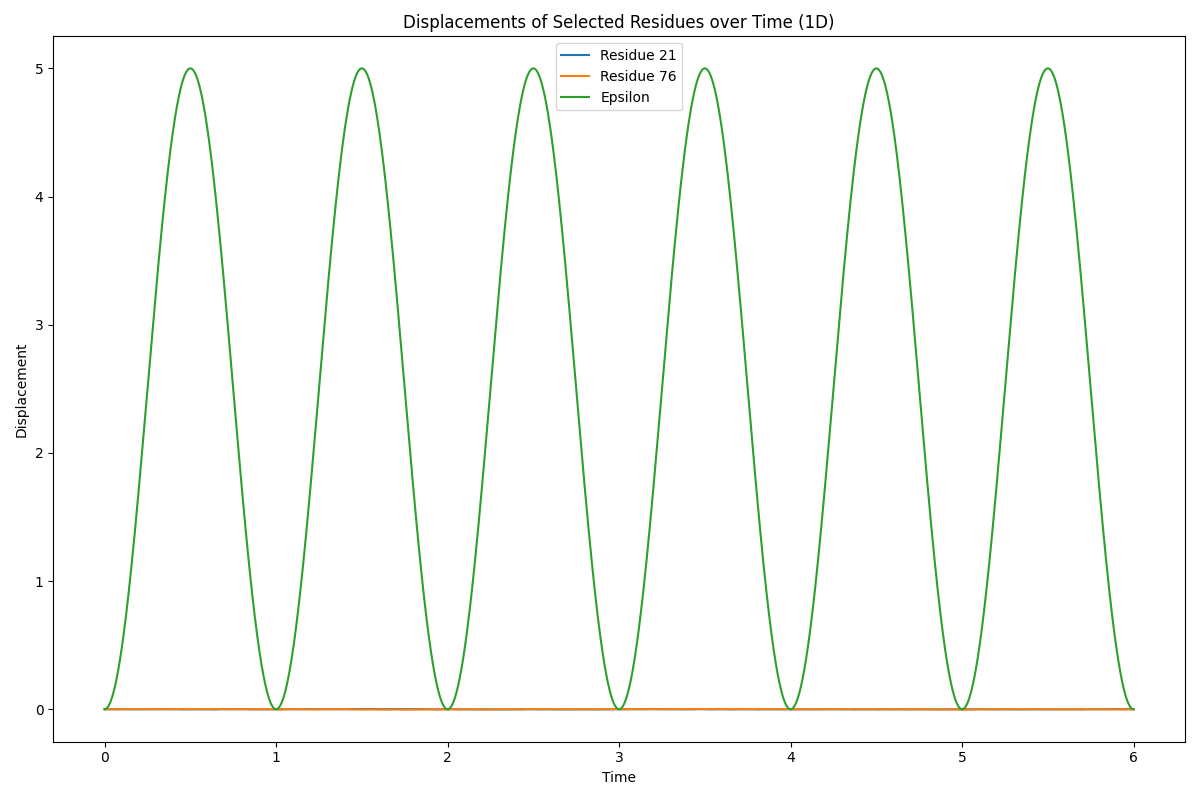 Displacements of Selected Residues over Time (1D)
Residue 21
Residue 76
Epsilon
Displacement
5
4
3
2
1
0
0 1 2 3 4 5 6
Time